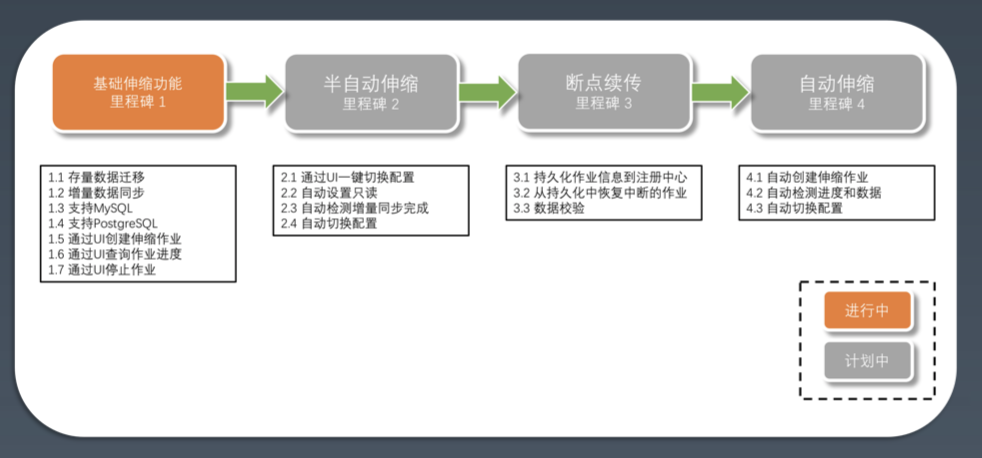 基础伸缩功能
里程碑 1
半自动伸缩
里程碑 2
断点续传
里程碑 3
自动伸缩
里程碑 4
1.1 存量数据迁移
1.2 增量数据同步
1.3 支持MySQL
1.4 支持PostgreSQL
1.5 通过UI创建伸缩作业
1.6 通过UI查询作业进度
1.7 通过UI停止作业
2.1 通过UI一键切换配置
2.2 自动设置只读
2.3 自动检测增量同步完成
2.4 自动切换配置
3.1 持久化作业信息到注册中心
3.2 从持久化中恢复中断的作业
3.3 数据校验
4.1 自动创建伸缩作业
4.2 自动检测进度和数据
4.3 自动切换配置
进行中
计划中